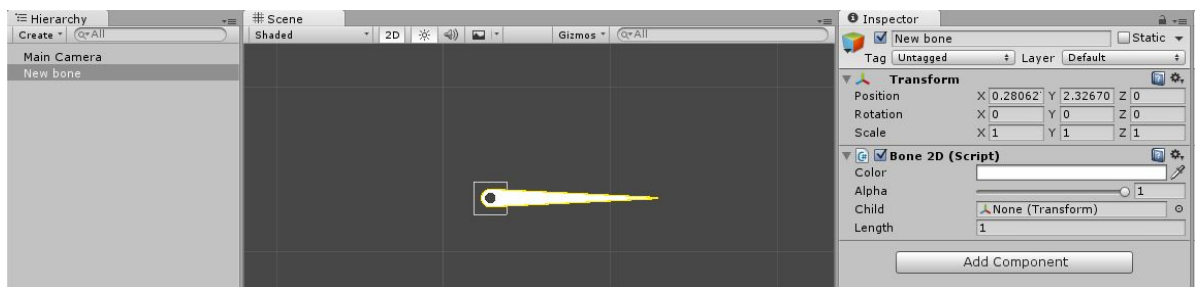 Hierarchy
Create Q▾All
Main Camera
New bone
# Scene
Shaded 2D Gizmos Q▾All
Inspector
New bone Static
Tag Untagged Layer Default
Transform
Position X 0.28062 Y 2.32670 Z 0
Rotation X 0 Y 0 Z 0
Scale X 1 Y 1 Z 1
Bone 2D (Script)
Color
Alpha 1
Child None (Transform)
Length 1
Add Component